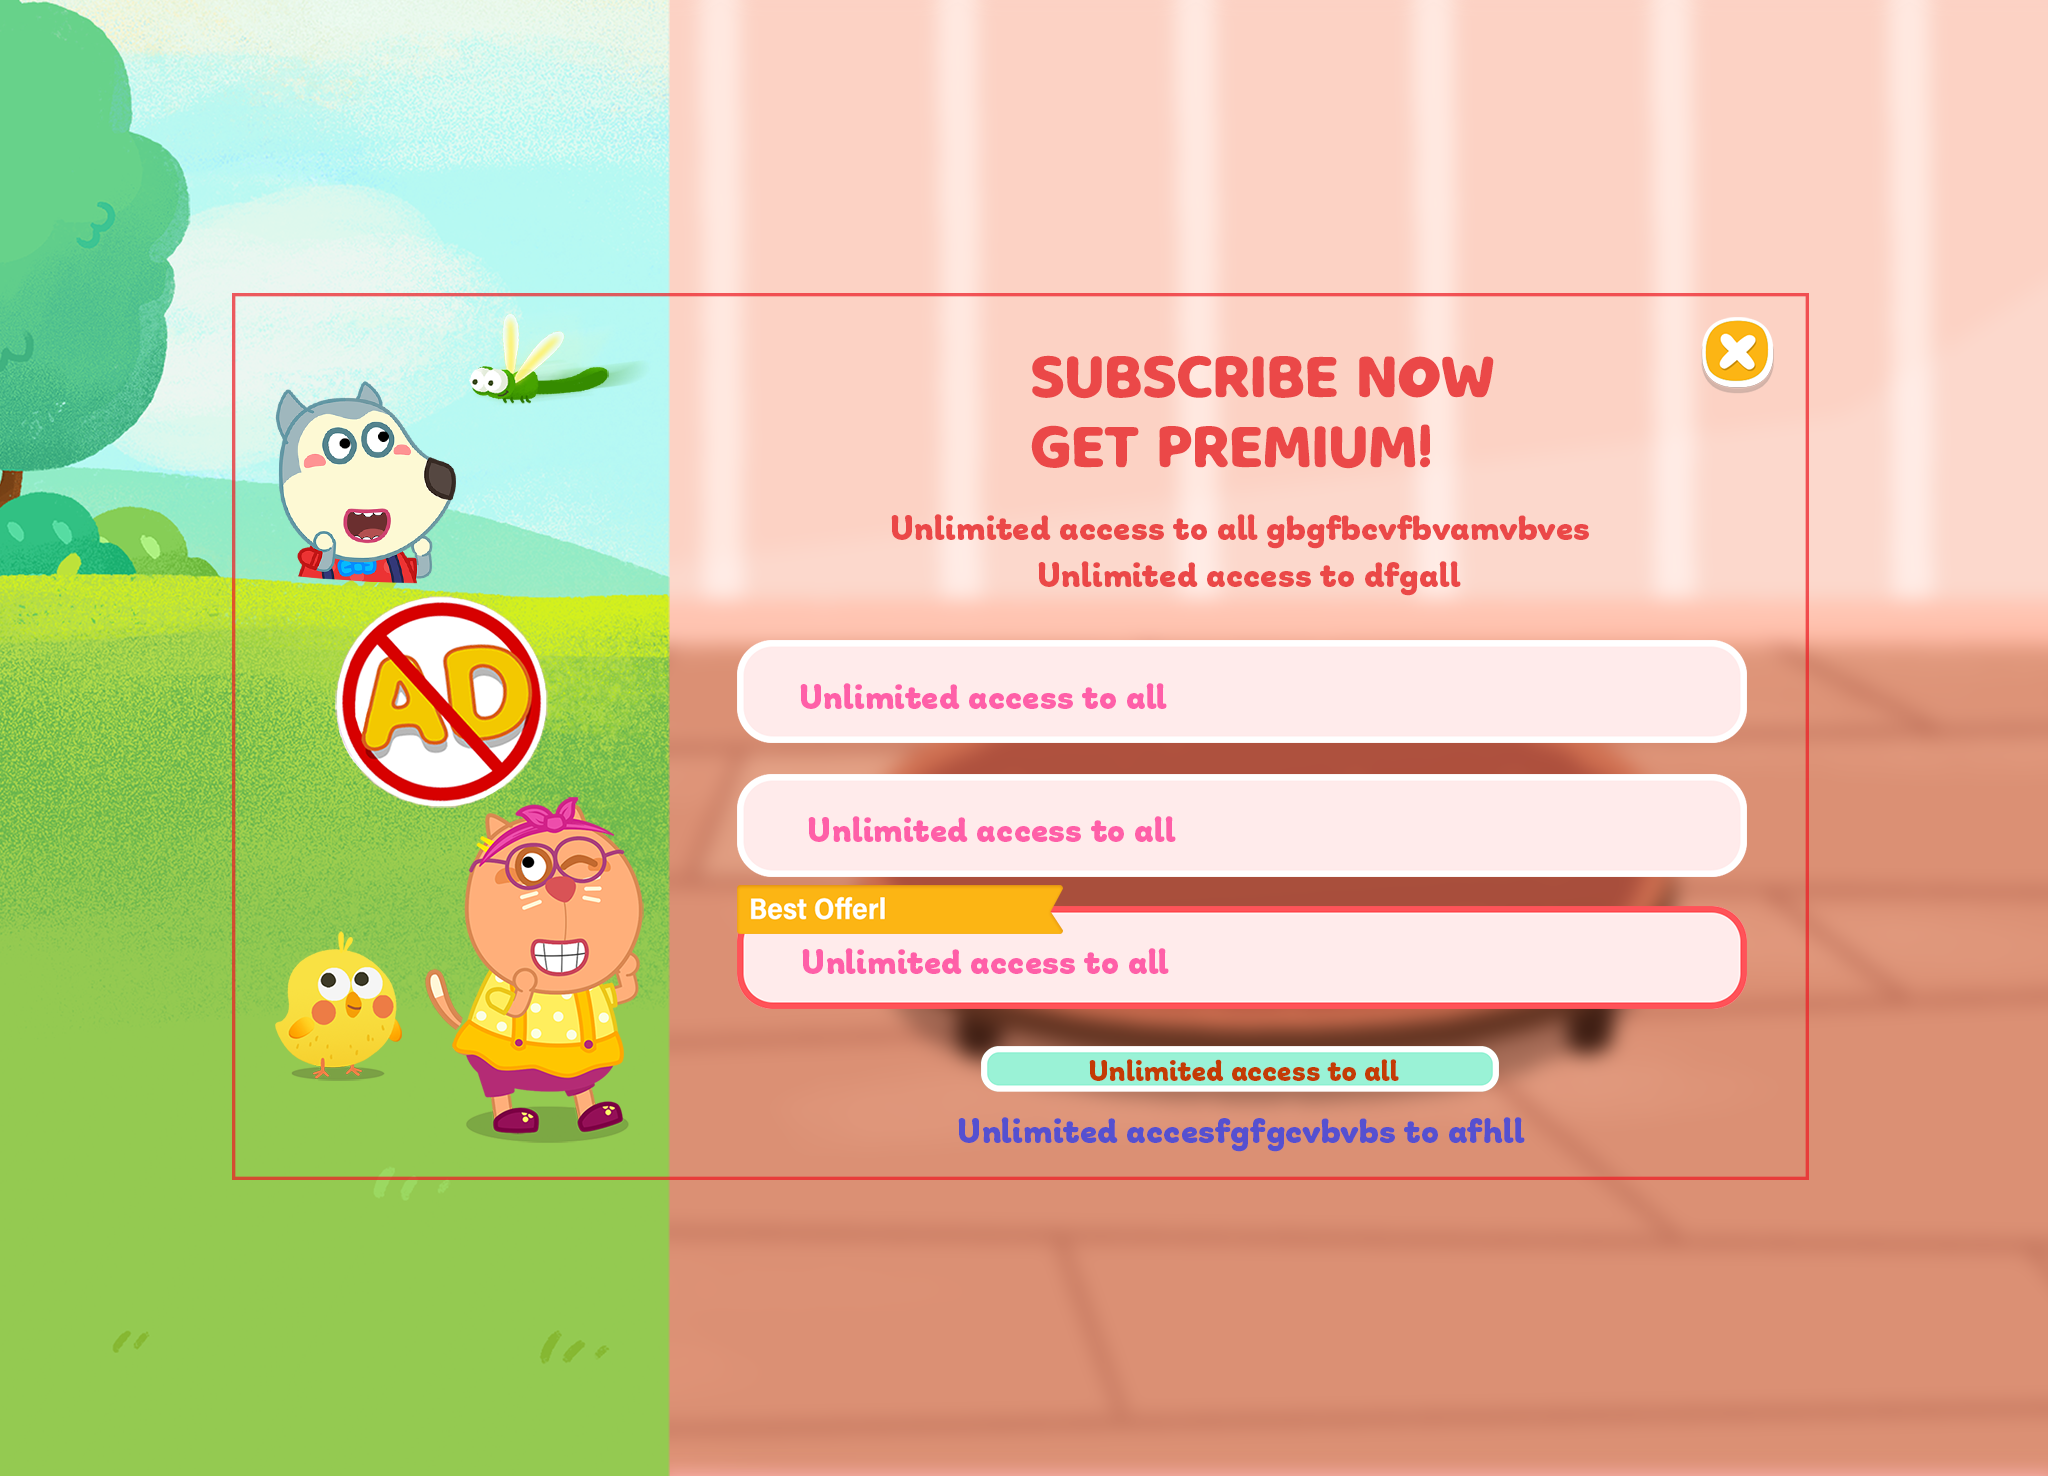 SUBSCRIBE NOW
GET PREMIUM!
Unlimited access to all gbgfbcvfbvamvbves
Unlimited access to dfgall
AD
Unlimited access to all
Unlimited access to all
Best Offer!
Unlimited access to all
Unlimited access to all
Unlimited accesfgfgcvbvbs to afhll